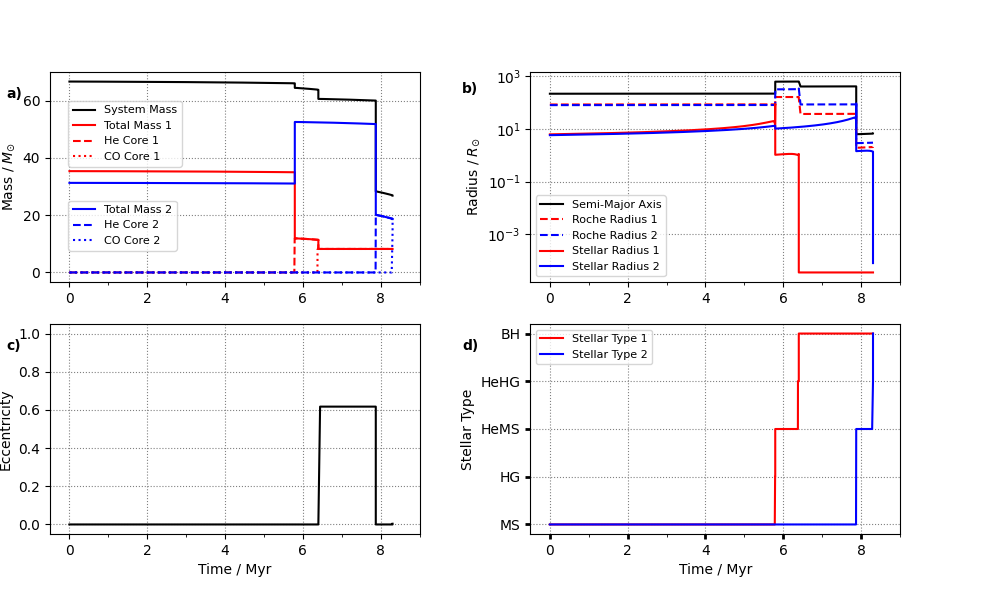 a)
Mass / M⊙
60
40
20
0
System Mass
Total Mass 1
He Core 1
CO Core 1
Total Mass 2
He Core 2
CO Core 2
0 2 4 6 8
b)
Radius / R⊙
10³
10¹
10⁻¹
10⁻³
Semi-Major Axis
Roche Radius 1
Roche Radius 2
Stellar Radius 1
Stellar Radius 2
0 2 4 6 8
c)
Eccentricity
1.0
0.8
0.6
0.4
0.2
0.0
0 2 4 6 8
Time / Myr
d)
Stellar Type
BH
HeHG
HeMS
HG
MS
Stellar Type 1
Stellar Type 2
0 2 4 6 8
Time / Myr